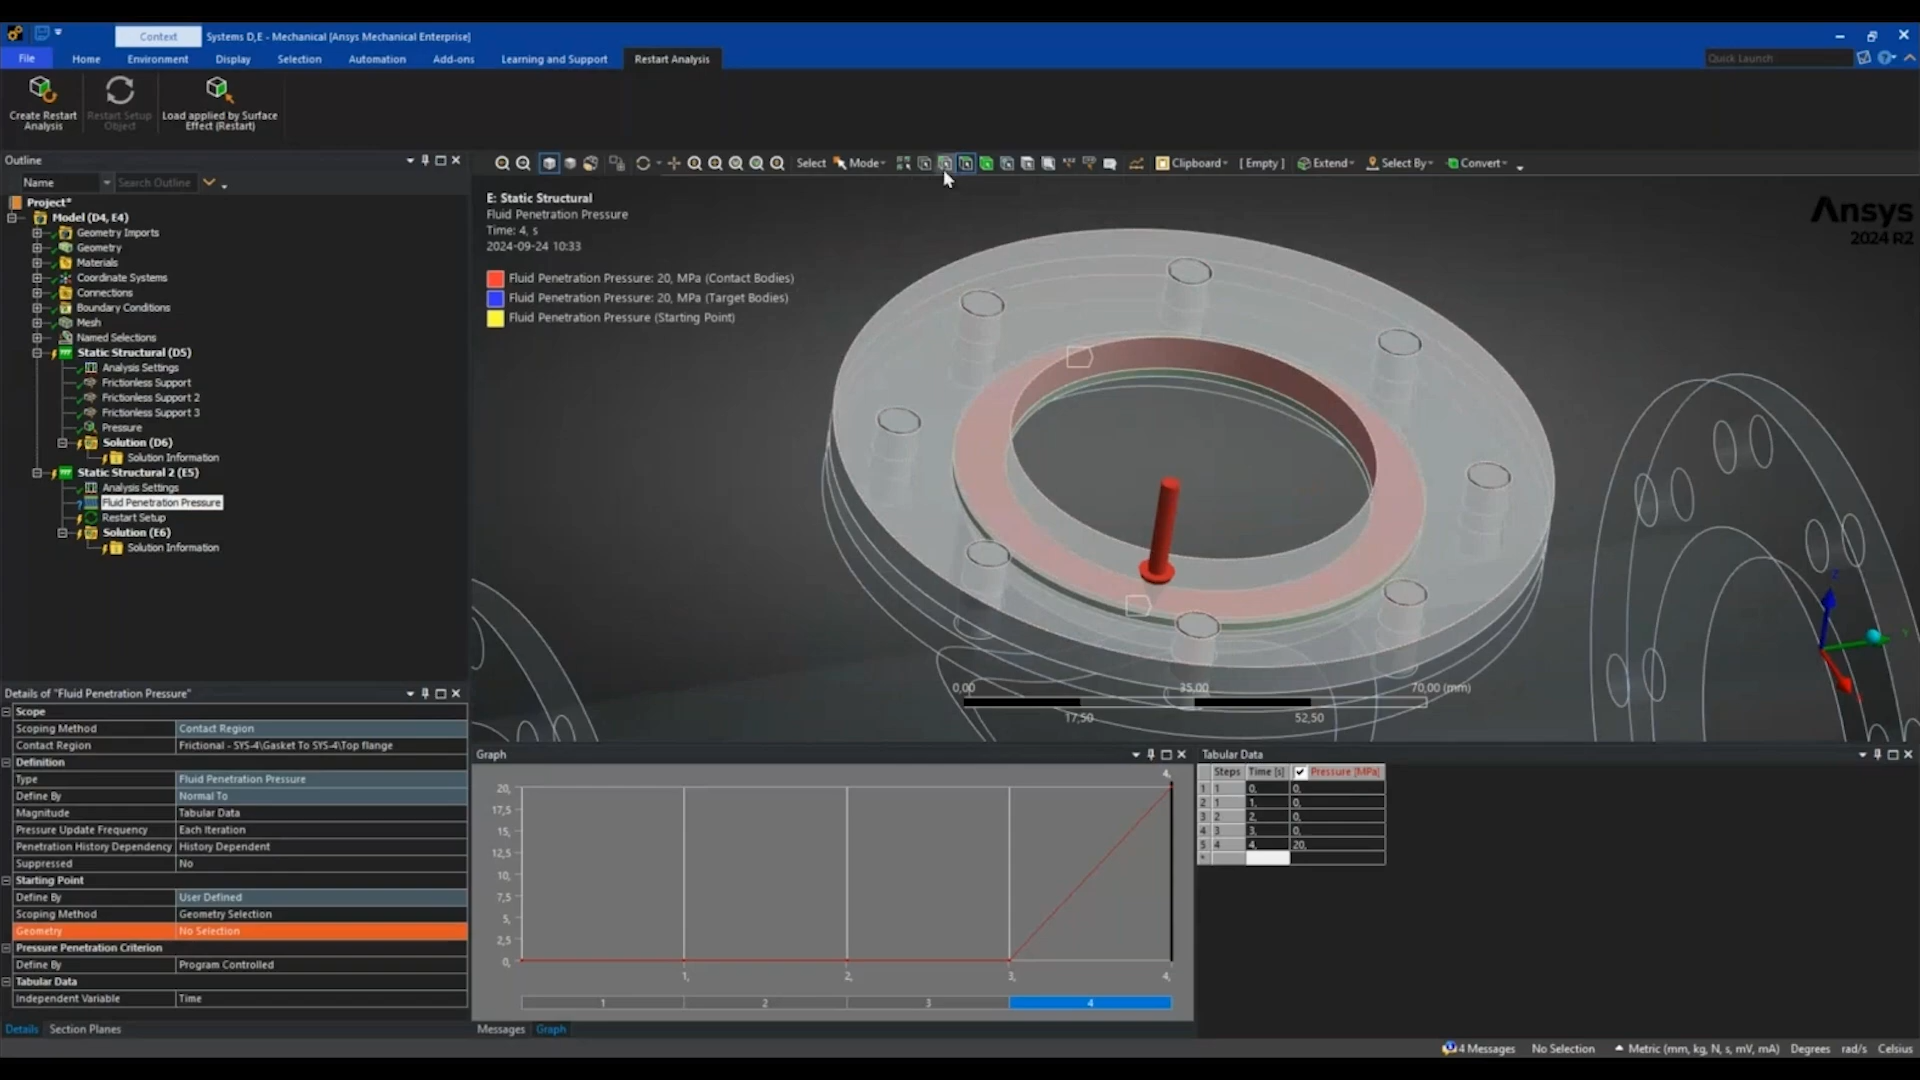 Context
Systems D,E - Mechanical [Ansys Mechanical Enterprise]
File Home Environment Display Selection Automation Add-ons Learning and Support Restart Analysis
Quick Launch
Create Restart Analysis
Restart Setup Object
Load applied by Surface Effect (Restart)
Outline
Name Search Outline
Select Mode Clipboard [ Empty ] Extend Select By Convert
Project*
Model (D4, E4)
Geometry Imports
Geometry
Materials
Coordinate Systems
Connections
Boundary Conditions
Mesh
Named Selections
Static Structural (D5)
Analysis Settings
Frictionless Support
Frictionless Support 2
Frictionless Support 3
Pressure
Solution (D6)
Solution Information
Static Structural 2 (E5)
Analysis Settings
Fluid Penetration Pressure
Restart Setup
Solution (E6)
Solution Information
E: Static Structural
Fluid Penetration Pressure
Time: 4, s
2024-09-24 10:33
Fluid Penetration Pressure: 20, MPa (Contact Bodies)
Fluid Penetration Pressure: 20, MPa (Target Bodies)
Fluid Penetration Pressure (Starting Point)
Ansys
2024 R2
Z
Y
0,00 35,00 70,00 (mm)
17,50 52,50
Details of "Fluid Penetration Pressure"
Scope
Scoping Method Contact Region
Contact Region Frictional - SYS-4\Gasket To SYS-4\Top flange
Definition
Type Fluid Penetration Pressure
Define By Normal To
Magnitude Tabular Data
Pressure Update Frequency Each Iteration
Penetration History Dependency History Dependent
Suppressed No
Starting Point
Define By User Defined
Scoping Method Geometry Selection
Geometry No Selection
Pressure Penetration Criterion
Define By Program Controlled
Tabular Data
Independent Variable Time
Details Section Planes
Graph
4,
20,
17,5
15,
12,5
10,
7,5
5,
2,5
0,
1, 2, 3, 4,
1 2 3 4
Messages Graph
Tabular Data
Steps Time [s] Pressure [MPa]
1 1 0, 0,
2 1 1, 0,
3 2 2, 0,
4 3 3, 0,
5 4 4, 20,
*
4 Messages No Selection Metric (mm, kg, N, s, mV, mA) Degrees rad/s Celsius